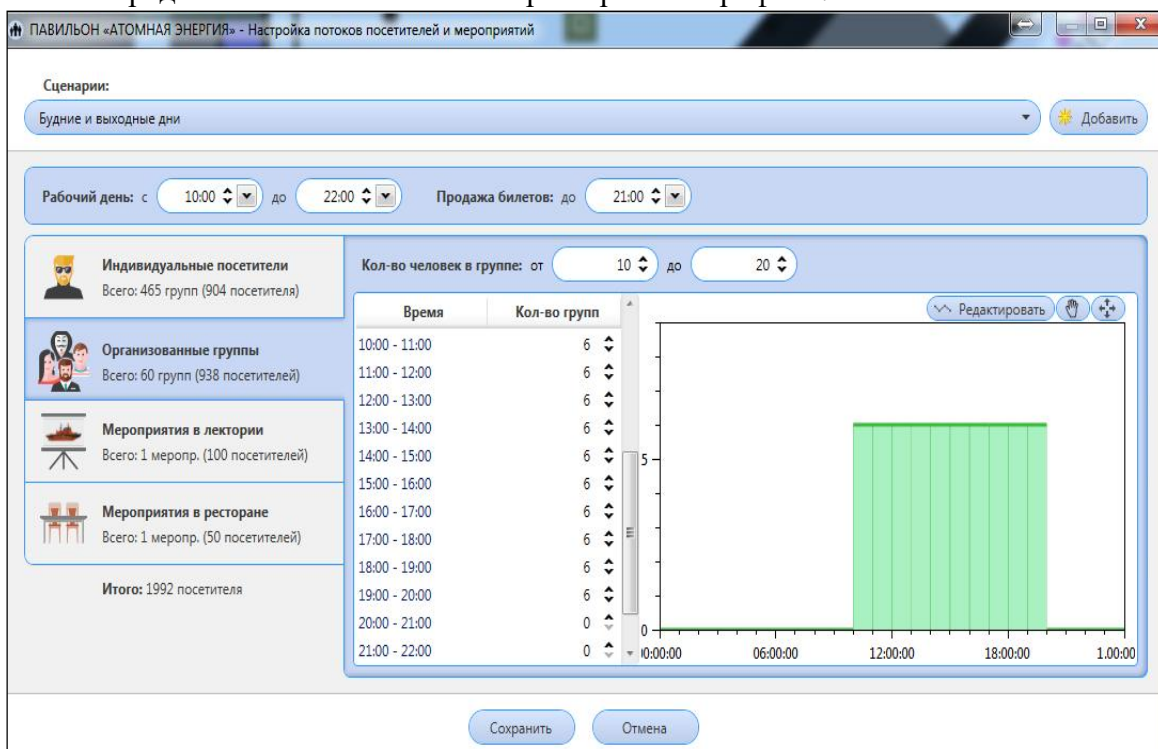 ПАВИЛЬОН «АТОМНАЯ ЭНЕРГИЯ» - Настройка потоков посетителей и мероприятий
Сценарии:
Будние и выходные дни
Добавить
Рабочий день: с 10:00 до 22:00 Продажа билетов: до 21:00
Индивидуальные посетители
Всего: 465 групп (904 посетителя)
Организованные группы
Всего: 60 групп (938 посетителей)
Мероприятия в лектории
Всего: 1 меропр. (100 посетителей)
Мероприятия в ресторане
Всего: 1 меропр. (50 посетителей)
Итого: 1992 посетителя
Кол-во человек в группе: от 10 до 20
Время Кол-во групп
10:00 - 11:00 6
11:00 - 12:00 6
12:00 - 13:00 6
13:00 - 14:00 6
14:00 - 15:00 6
15:00 - 16:00 6
16:00 - 17:00 6
17:00 - 18:00 6
18:00 - 19:00 6
19:00 - 20:00 6
20:00 - 21:00 0
21:00 - 22:00 0
Редактировать
5
0
00:00:00 06:00:00 12:00:00 18:00:00 1.00:00
Сохранить Отмена